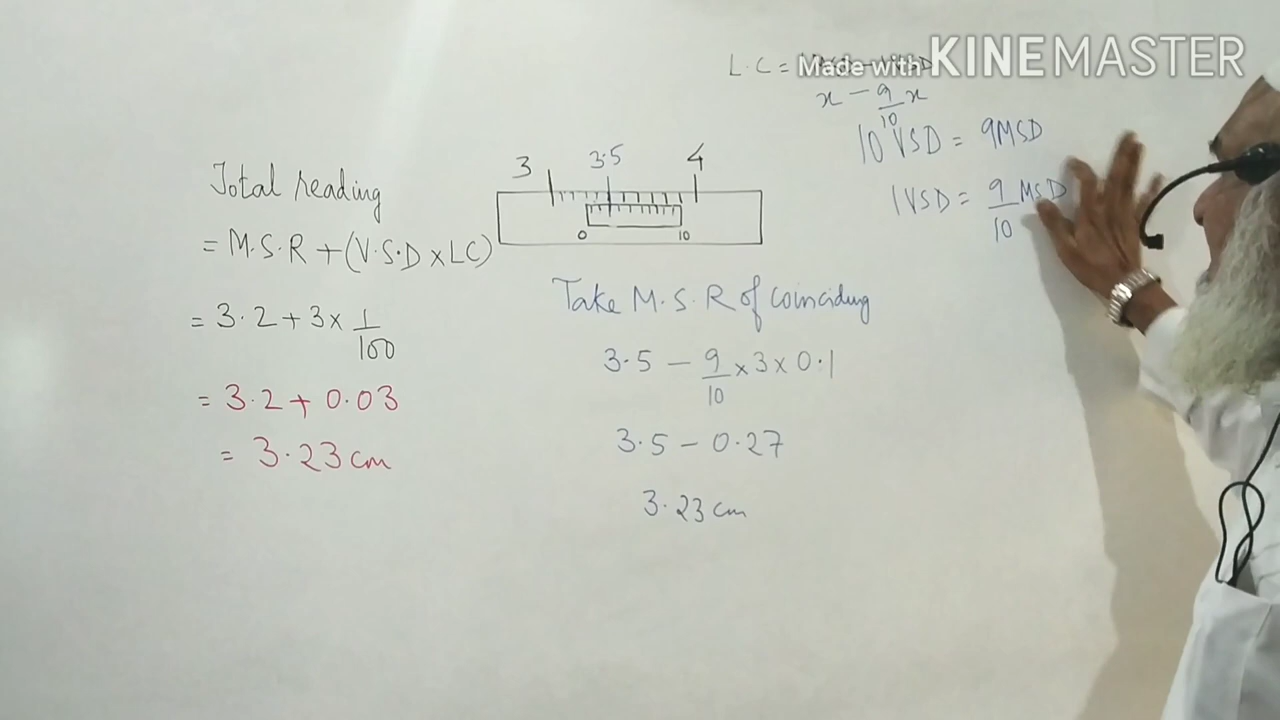 Made with KINEMASTER
L.C =
x - 9/10 x
10 VSD = 9MSD
1 VSD = 9/10 MSD
3 3.5 4
0 10
Total reading
= M.S.R + (V.S.D x LC)
= 3.2 + 3 x 1/100
= 3.2 + 0.03
= 3.23 cm
Take M.S.R of coinciding
3.5 - 9/10 x 3 x 0.1
3.5 - 0.27
3.23 cm